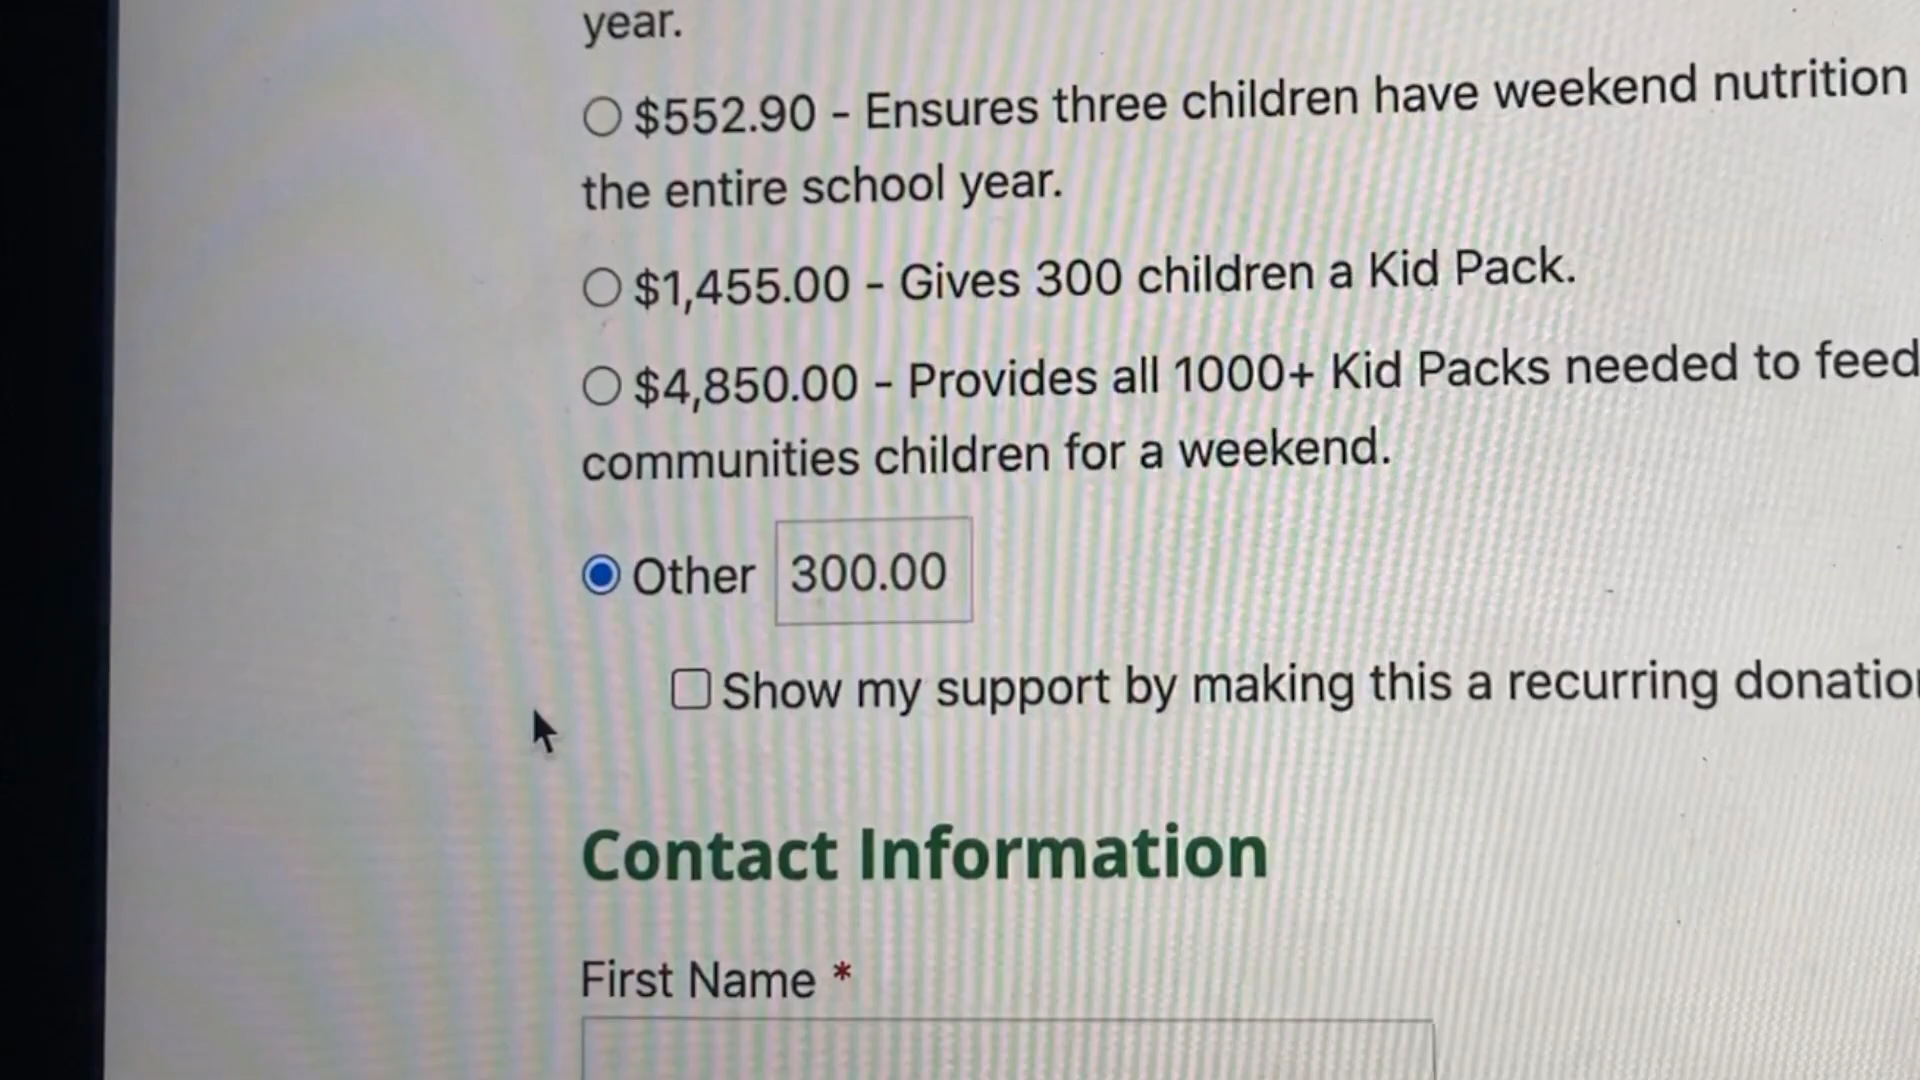 year.
$552.90 - Ensures three children have weekend nutrition
the entire school year.
$1,455.00 - Gives 300 children a Kid Pack.
$4,850.00 - Provides all 1000+ Kid Packs needed to feed
communities children for a weekend.
Other 300.00
Show my support by making this a recurring donation
Contact Information
First Name *